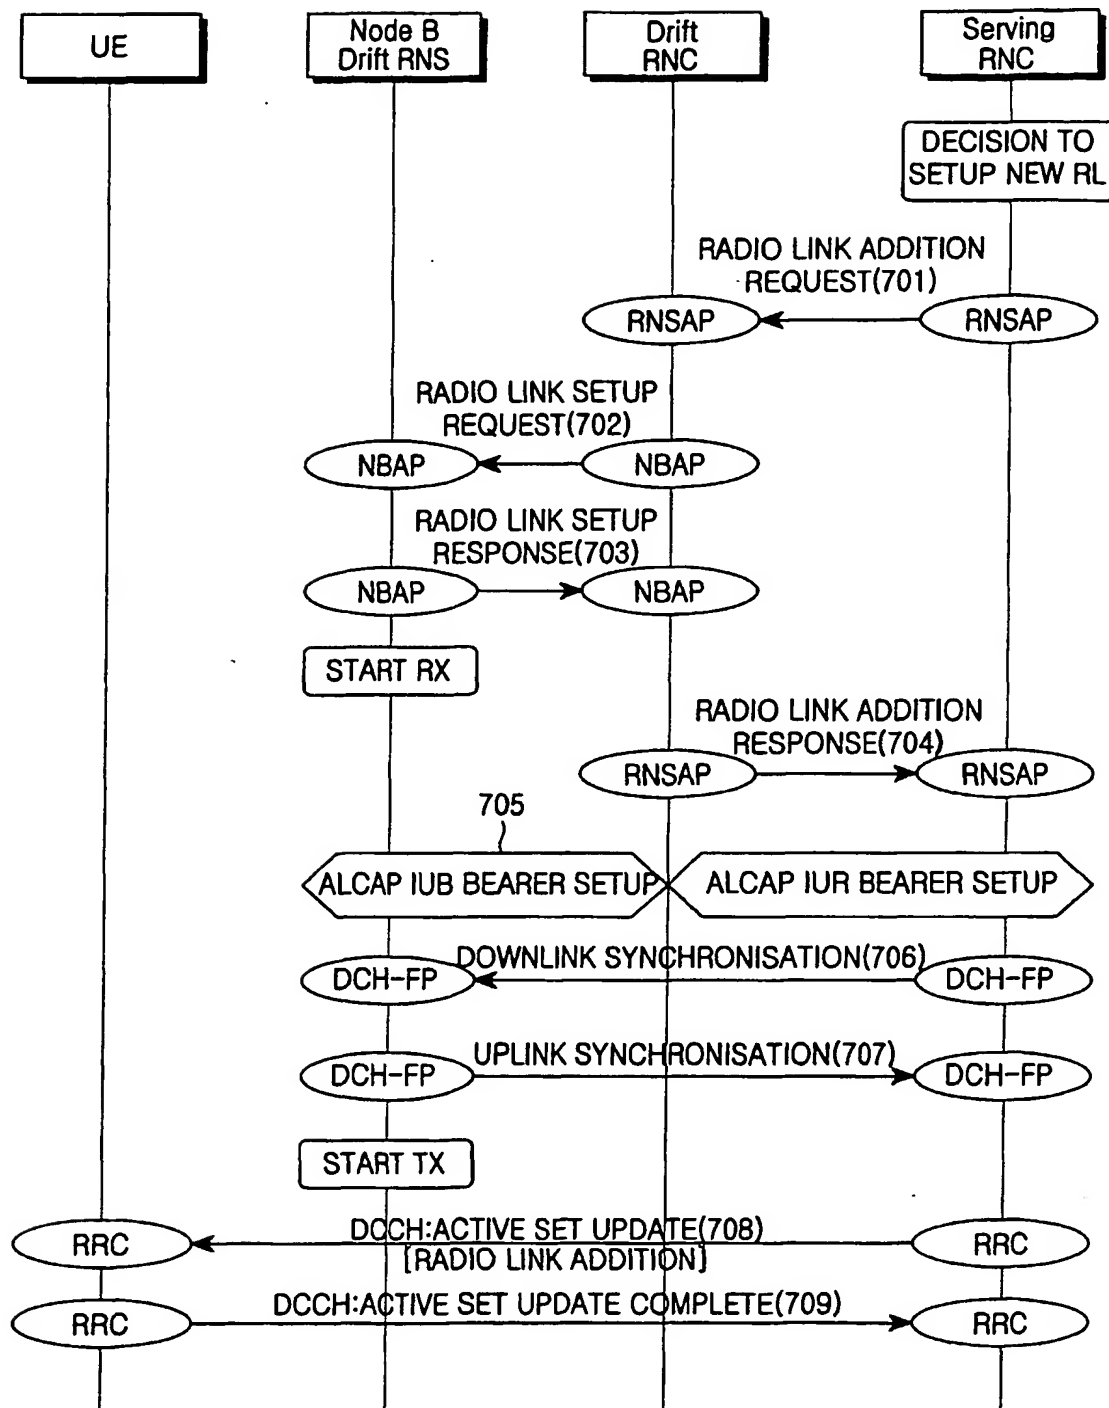 UE
Node B
Drift RNS
Drift
RNC
Serving
RNC
DECISION TO
SETUP NEW RL
RADIO LINK ADDITION
REQUEST(701)
RNSAP
RNSAP
RADIO LINK SETUP
REQUEST(702)
NBAP
NBAP
RADIO LINK SETUP
RESPONSE(703)
NBAP
NBAP
START RX
RADIO LINK ADDITION
RESPONSE(704)
RNSAP
RNSAP
705
ALCAP IUB BEARER SETUP
ALCAP IUR BEARER SETUP
DOWNLINK SYNCHRONISATION(706)
DCH-FP
DCH-FP
UPLINK SYNCHRONISATION(707)
DCH-FP
DCH-FP
START TX
DCCH:ACTIVE SET UPDATE(708)
[RADIO LINK ADDITION]
RRC
RRC
DCCH:ACTIVE SET UPDATE COMPLETE(709)
RRC
RRC